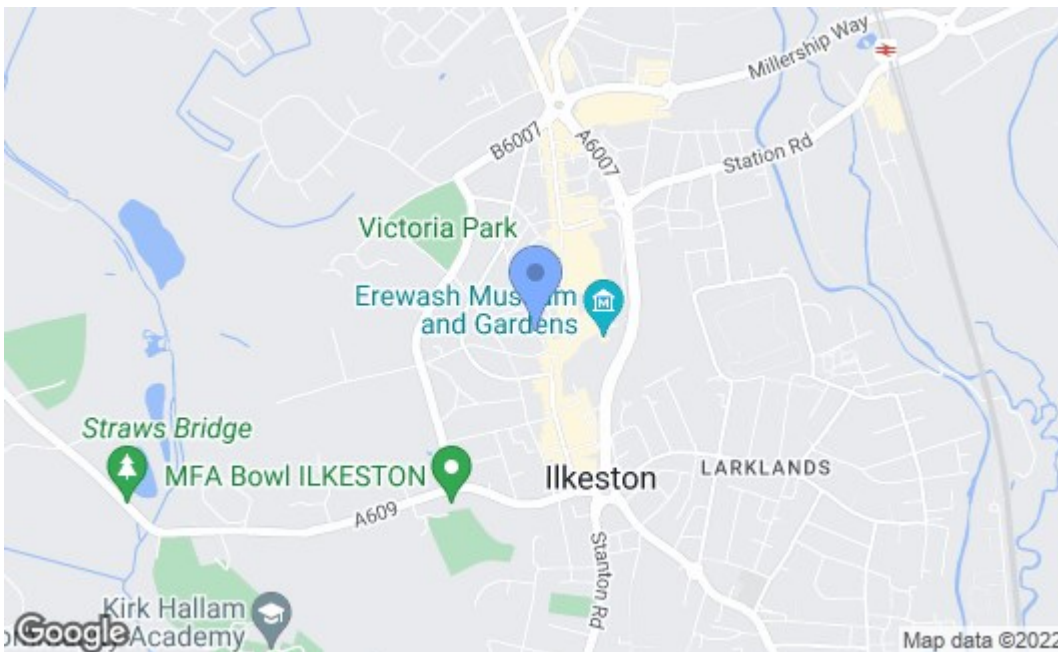 Millership Way
B6007
A6007
Station Rd
Victoria Park
Erewash Museum
and Gardens
Straws Bridge
MFA Bowl ILKESTON
Ilkeston
LARKLANDS
A609
Stanton Rd
Kirk Hallam
Academy
Google
Map data ©2022